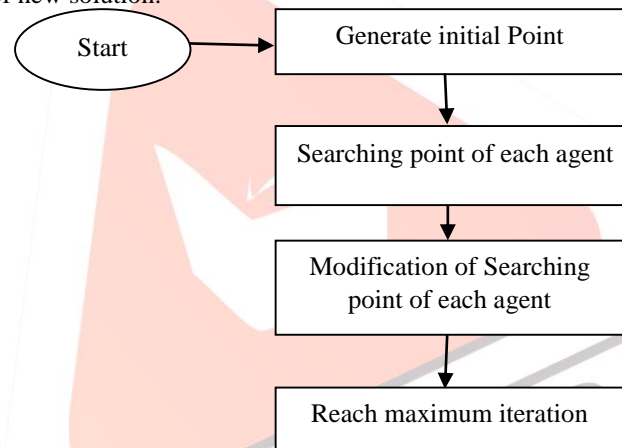 new solution.
Start
Generate initial Point
Searching point of each agent
Modification of Searching
point of each agent
Reach maximum iteration